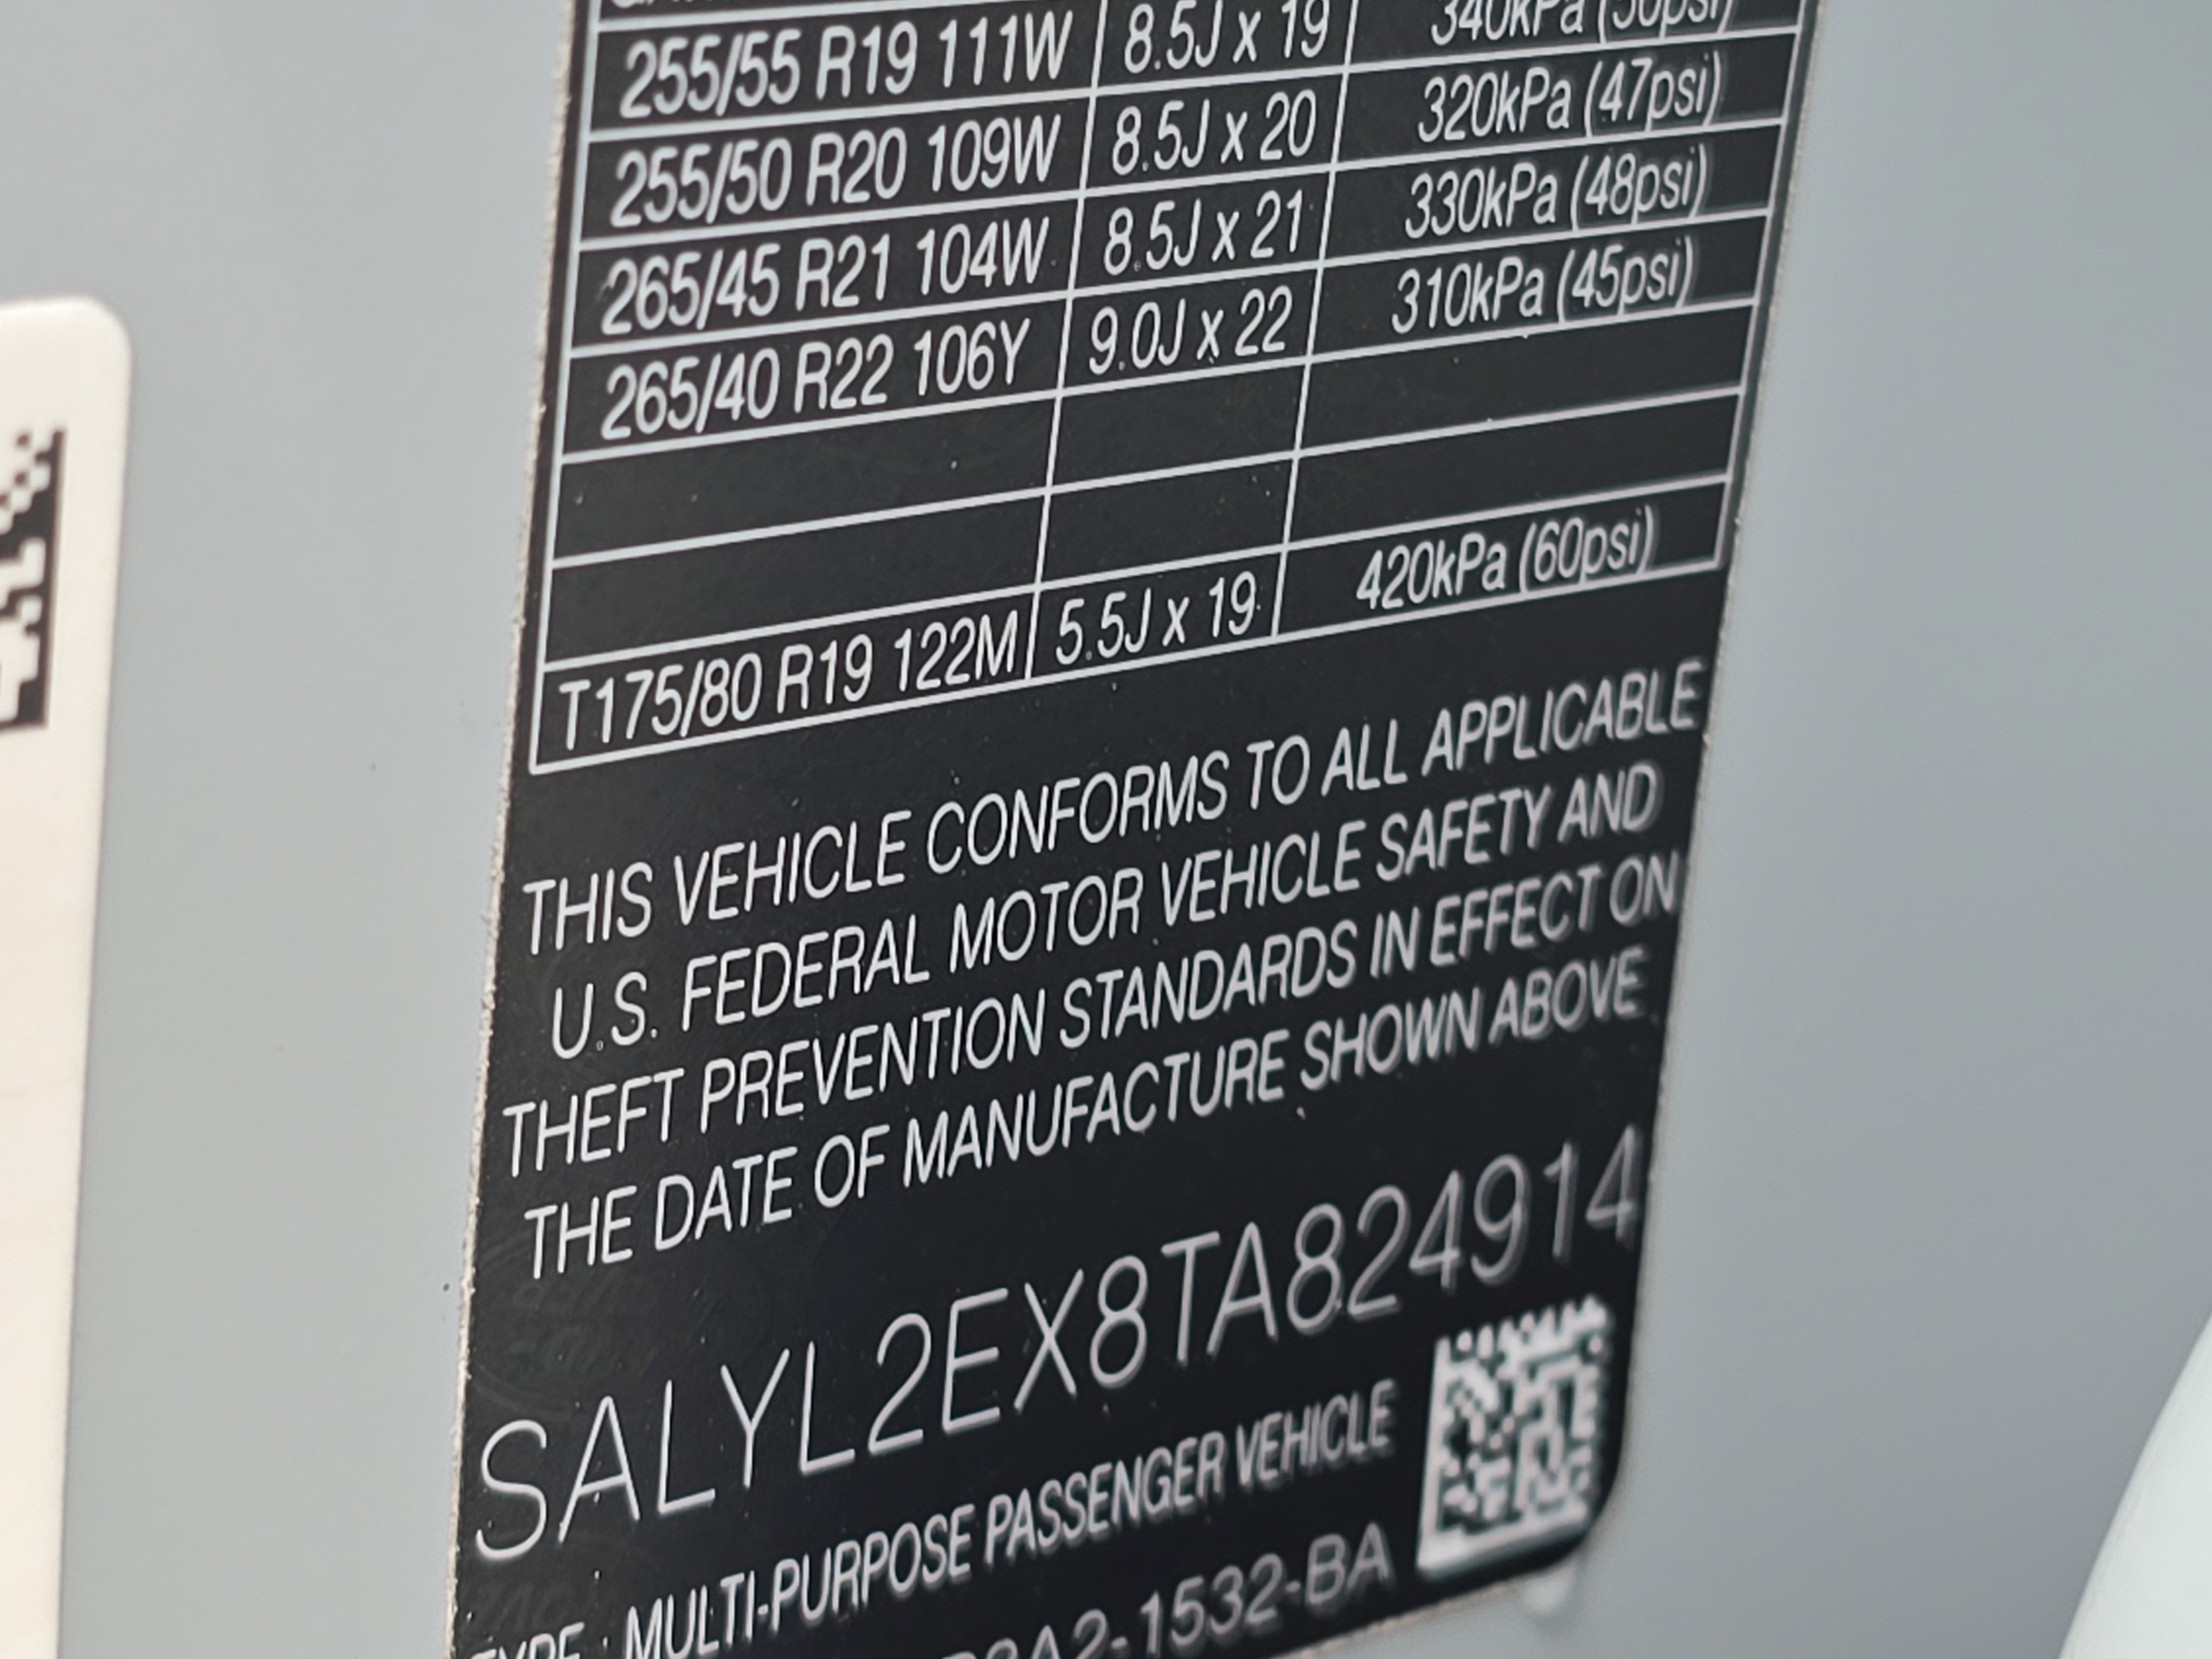 255/55 R19 111W 8.5J x 19 340kPa (50psi)
255/50 R20 109W 8.5J x 20 320kPa (47psi)
265/45 R21 104W 8.5J x 21 330kPa (48psi)
265/40 R22 106Y 9.0J x 22 310kPa (45psi)
T175/80 R19 122M 5.5J x 19 420kPa (60psi)
THIS VEHICLE CONFORMS TO ALL APPLICABLE
U.S. FEDERAL MOTOR VEHICLE SAFETY AND
THEFT PREVENTION STANDARDS IN EFFECT ON
THE DATE OF MANUFACTURE SHOWN ABOVE
SALYL2EX8TA824914
TYPE : MULTI-PURPOSE PASSENGER VEHICLE
-1532-BA